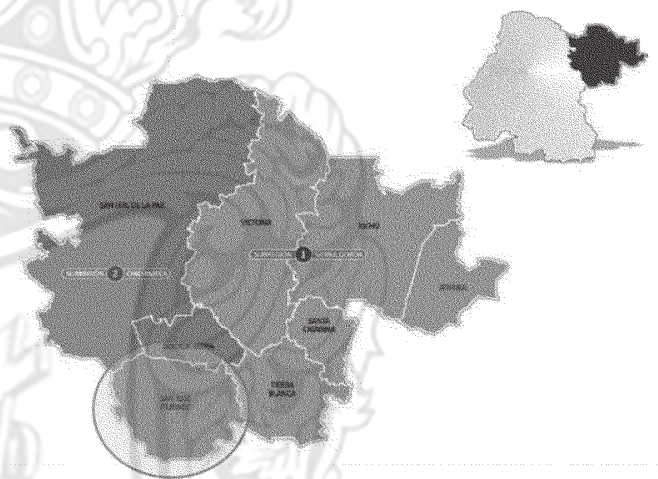 SAN LUIS DE LA PAZ
VICTORIA
XICHÚ
SUBREGIÓN 1 SIERRA GORDA
SUBREGIÓN 2 CHICHIMECA
ATARJEA
SANTA
CATARINA
TIERRA
BLANCA
SAN JOSÉ
ITURBIDE